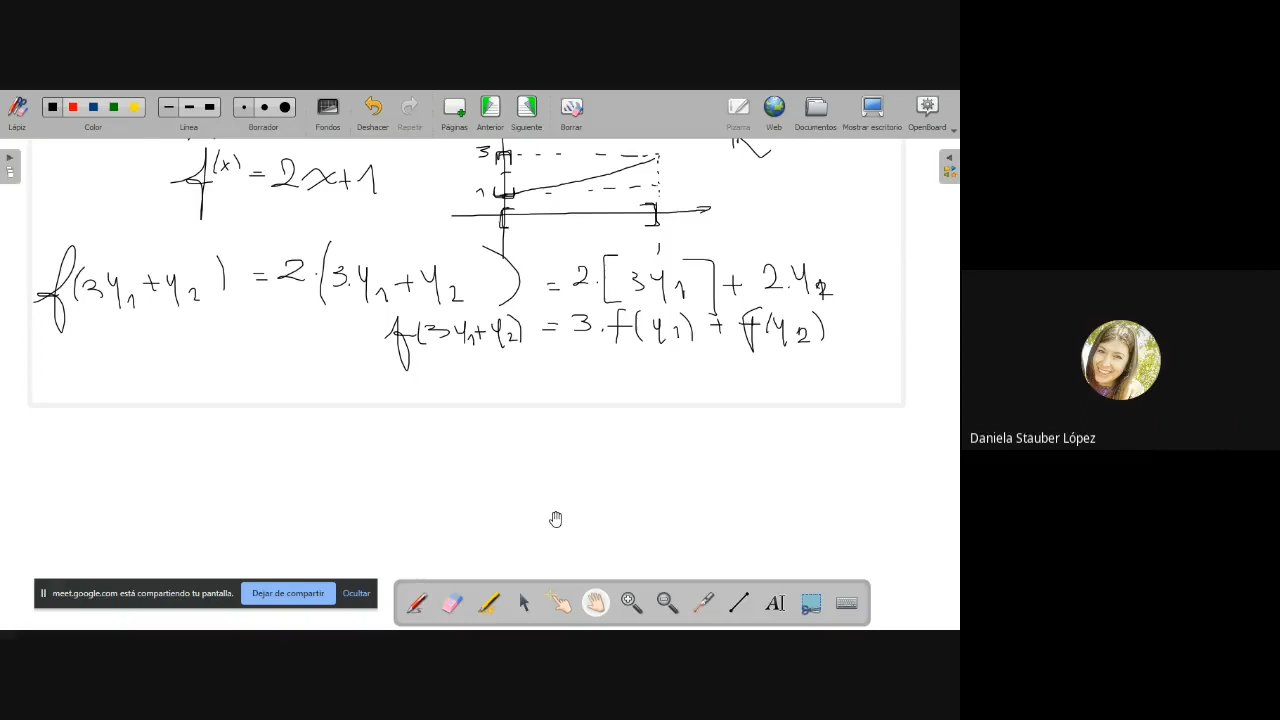 Lápiz
Color
Línea
Borrador
Fondos
Deshacer
Repetir
Páginas
Anterior
Siguiente
Borrar
Pizarra
Web
Documentos
Mostrar escritorio
OpenBoard
3
1
f(x) = 2x+1
1
f(3y1+y2) = 2·(3·y1+y2) = 2·[3y1] + 2·y2
f(3y1+y2) = 3·f(y1) + f(y2)
Daniela Stauber López
meet.google.com está compartiendo tu pantalla.
Dejar de compartir
Ocultar
AI